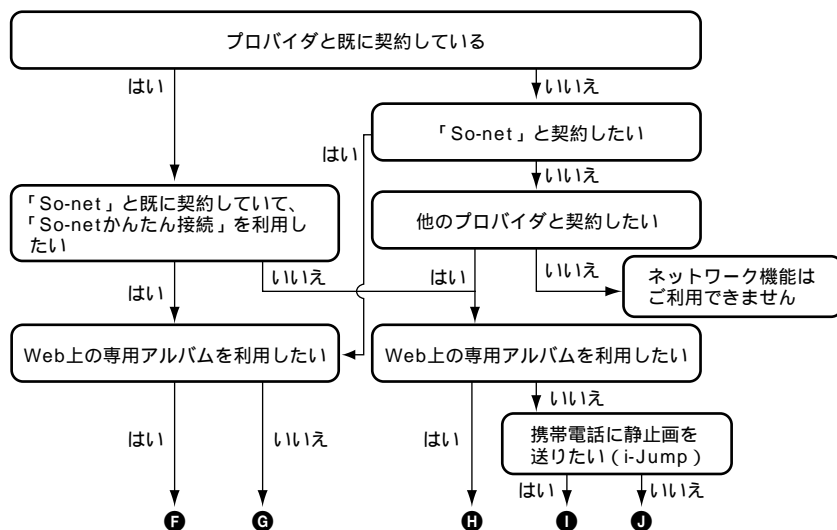 プロバイダと既に契約している
はい
いいえ
「So-net」と契約したい
はい
いいえ
「So-net」と既に契約していて、
「So-netかんたん接続」を利用し
たい
他のプロバイダと契約したい
はい
いいえ
はい
いいえ
ネットワーク機能は
ご利用できません
Web上の専用アルバムを利用したい
Web上の専用アルバムを利用したい
はい
いいえ
はい
いいえ
携帯電話に静止画を
送りたい(i-Jump)
はい
いいえ
F
G
H
I
J